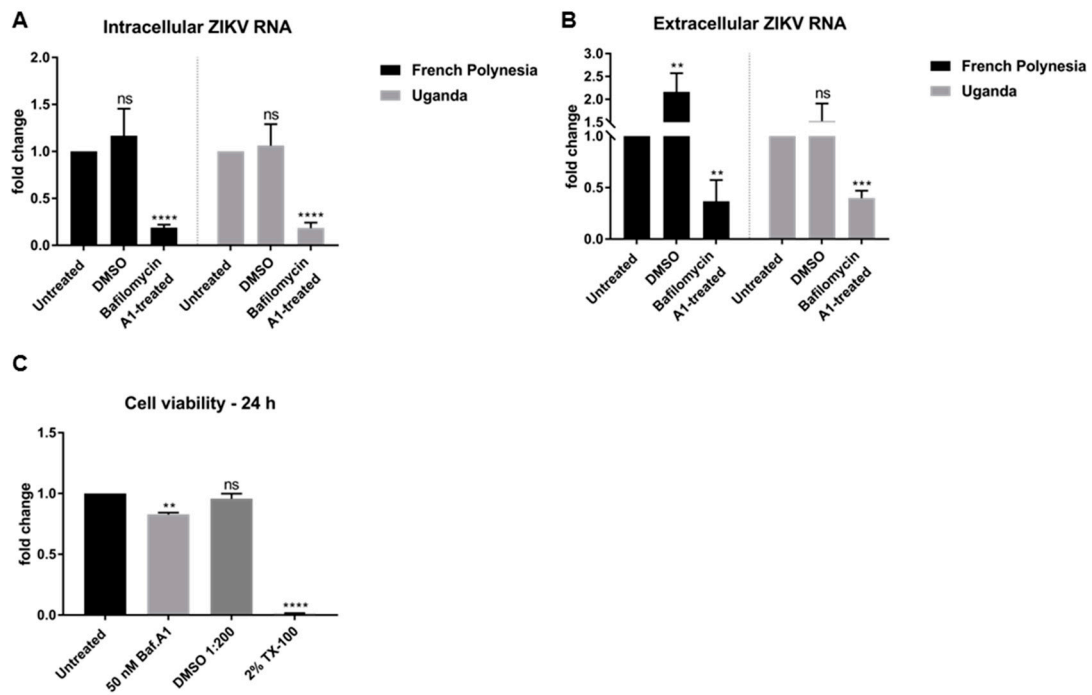 A
Intracellular ZIKV RNA
fold change
2.0
1.5
1.0
0.5
0.0
ns
****
ns
****
Untreated
DMSO
Bafilomycin
A1-treated
Untreated
DMSO
Bafilomycin
A1-treated
French Polynesia
Uganda
B
Extracellular ZIKV RNA
fold change
3.0
2.5
2.0
1.5
1.0
0.5
0.0
**
**
ns
***
Untreated
DMSO
Bafilomycin
A1-treated
Untreated
DMSO
Bafilomycin
A1-treated
French Polynesia
Uganda
C
Cell viability - 24 h
fold change
1.5
1.0
0.5
0.0
**
ns
****
Untreated
50 nM Baf.A1
DMSO 1:200
2% TX-100